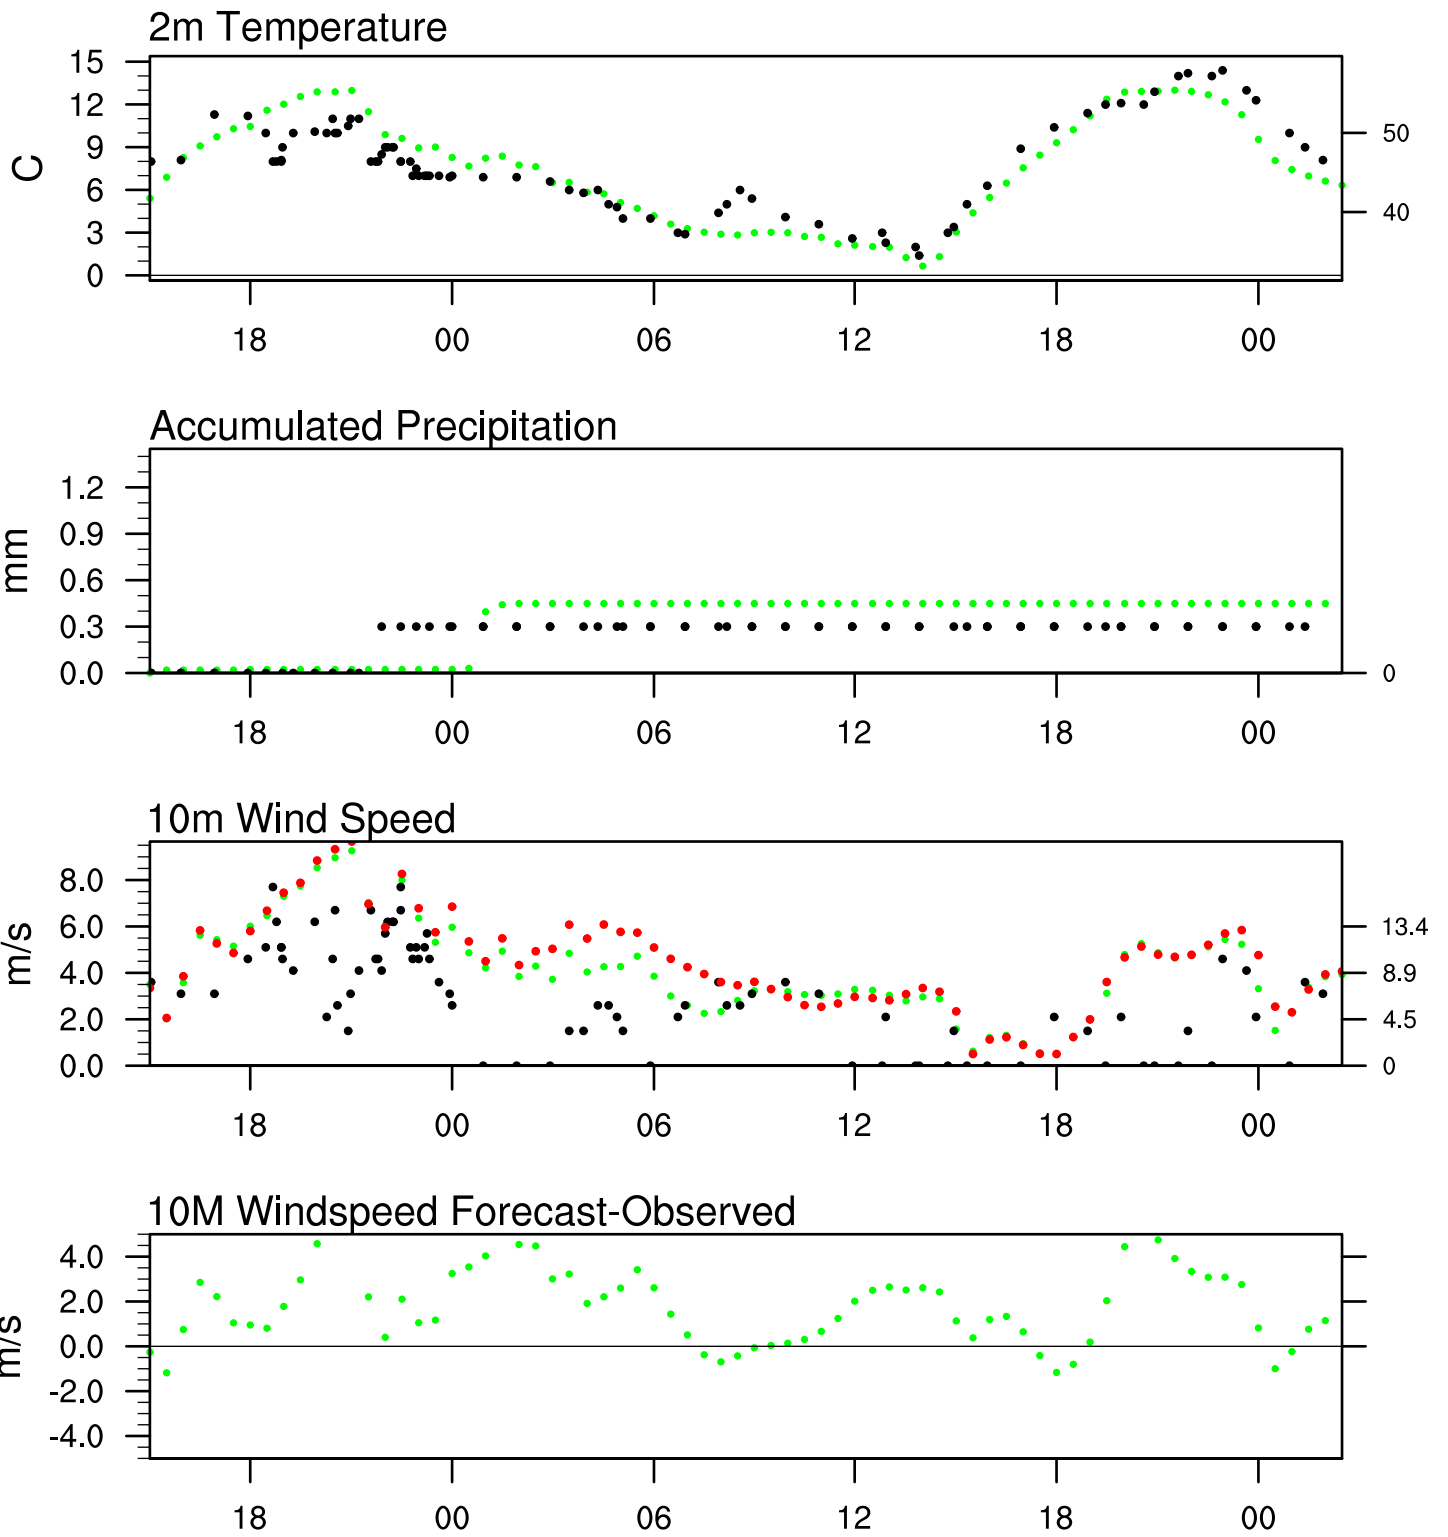 2m Temperature
15
12
9
6
3
0
C
50
40
18 00 06 12 18 00
Accumulated Precipitation
1.2
0.9
0.6
0.3
0.0
mm
0
18 00 06 12 18 00
10m Wind Speed
8.0
6.0
4.0
2.0
0.0
m/s
13.4
8.9
4.5
0
18 00 06 12 18 00
10M Windspeed Forecast-Observed
4.0
2.0
0.0
-2.0
-4.0
m/s
18 00 06 12 18 00